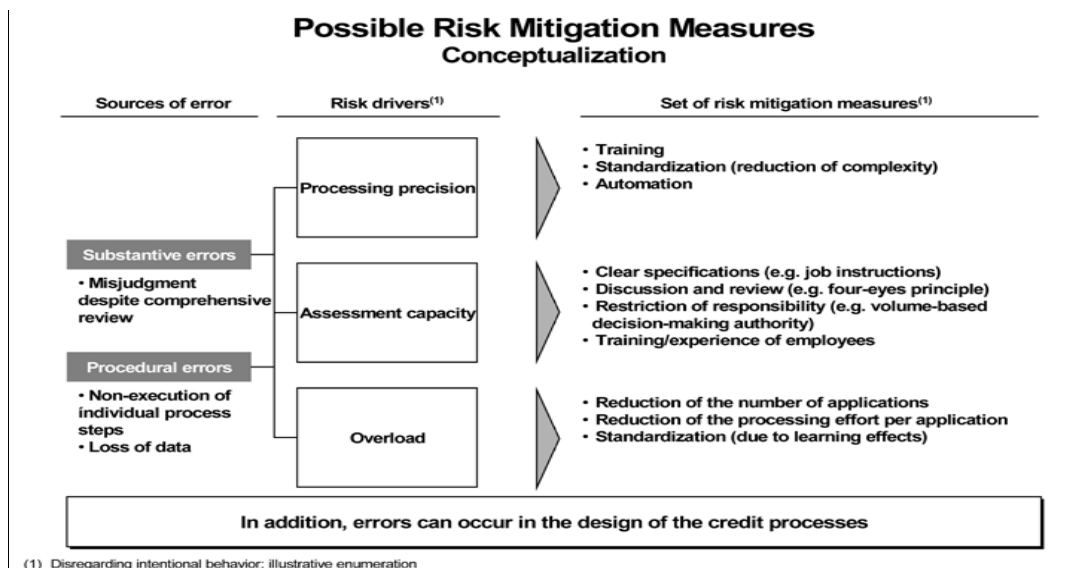 Possible Risk Mitigation Measures
Conceptualization
Sources of error
Risk drivers(1)
Set of risk mitigation measures(1)
Substantive errors
• Misjudgment
despite comprehensive
review
Procedural errors
• Non-execution of
individual process
steps
• Loss of data
Processing precision
• Training
• Standardization (reduction of complexity)
• Automation
Assessment capacity
• Clear specifications (e.g. job instructions)
• Discussion and review (e.g. four-eyes principle)
• Restriction of responsibility (e.g. volume-based
decision-making authority)
• Training/experience of employees
Overload
• Reduction of the number of applications
• Reduction of the processing effort per application
• Standardization (due to learning effects)
In addition, errors can occur in the design of the credit processes
(1) Disregarding intentional behavior; illustrative enumeration